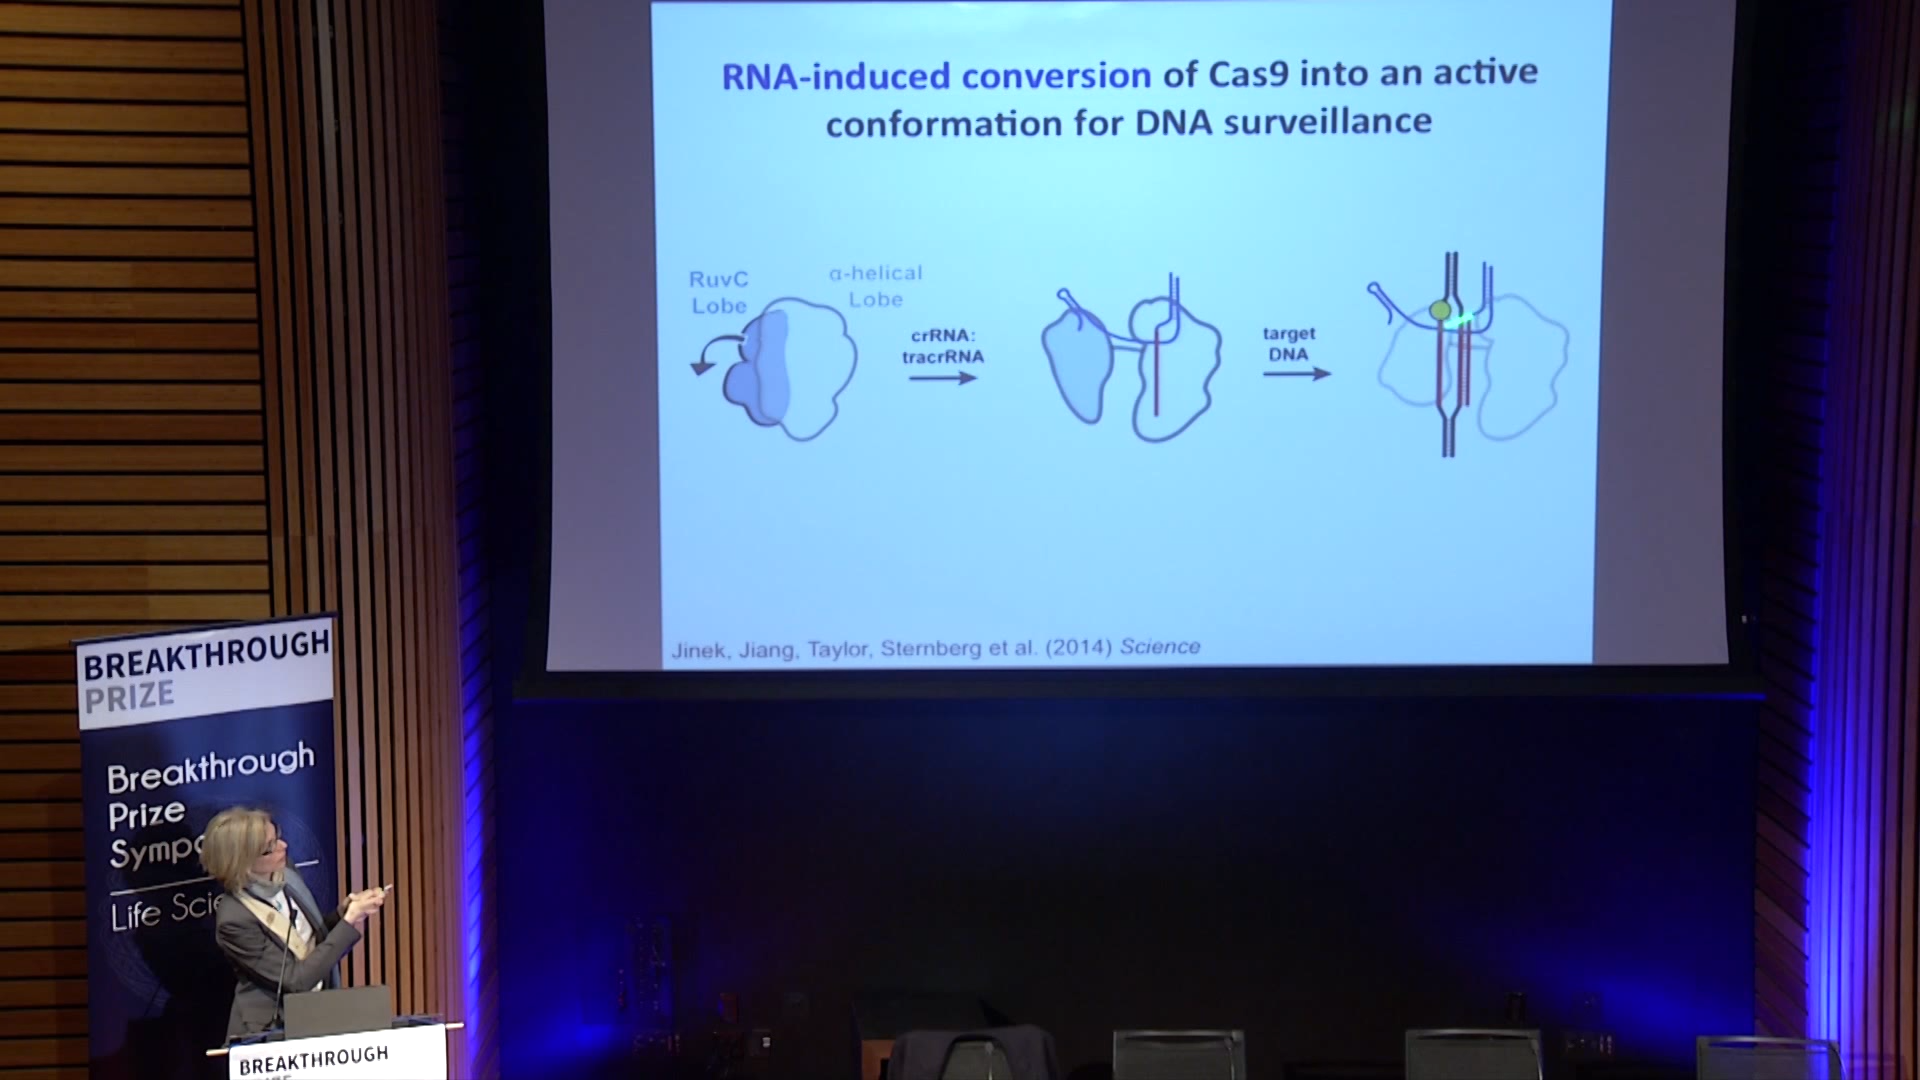 RNA-induced conversion of Cas9 into an active
conformation for DNA surveillance
RuvC
Lobe
α-helical
Lobe
crRNA:
tracrRNA
target
DNA
Jinek, Jiang, Taylor, Sternberg et al. (2014) Science
BREAKTHROUGH
PRIZE
Breakthrough
Prize
Life
BREAKTHROUGH